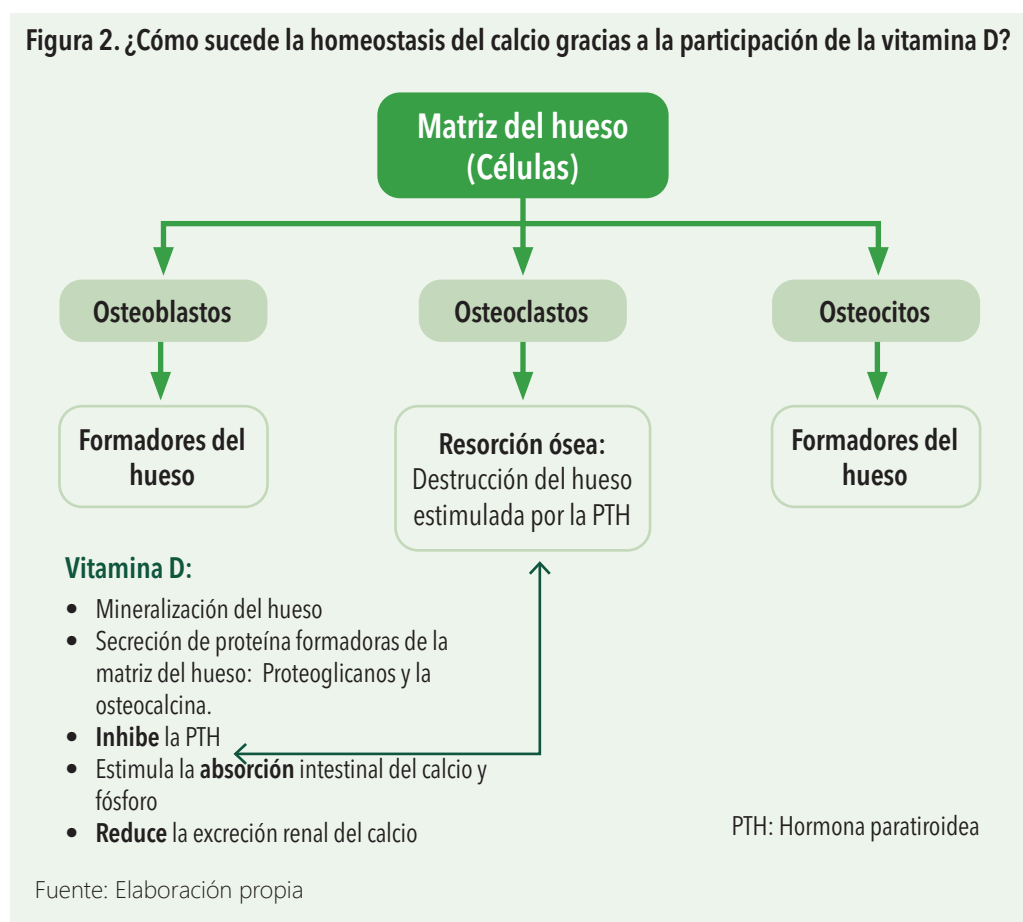 Figura 2. ¿Cómo sucede la homeostasis del calcio gracias a la participación de la vitamina D?
Matriz del hueso
(Células)
Osteoblastos
Osteoclastos
Osteocitos
Formadores del
hueso
Resorción ósea:
Destrucción del hueso
estimulada por la PTH
Formadores del
hueso
Vitamina D:
• Mineralización del hueso
• Secreción de proteína formadoras de la
matriz del hueso: Proteoglicanos y la
osteocalcina.
• Inhibe la PTH
• Estimula la absorción intestinal del calcio y
fósforo
• Reduce la excreción renal del calcio
PTH: Hormona paratiroidea
Fuente: Elaboración propia